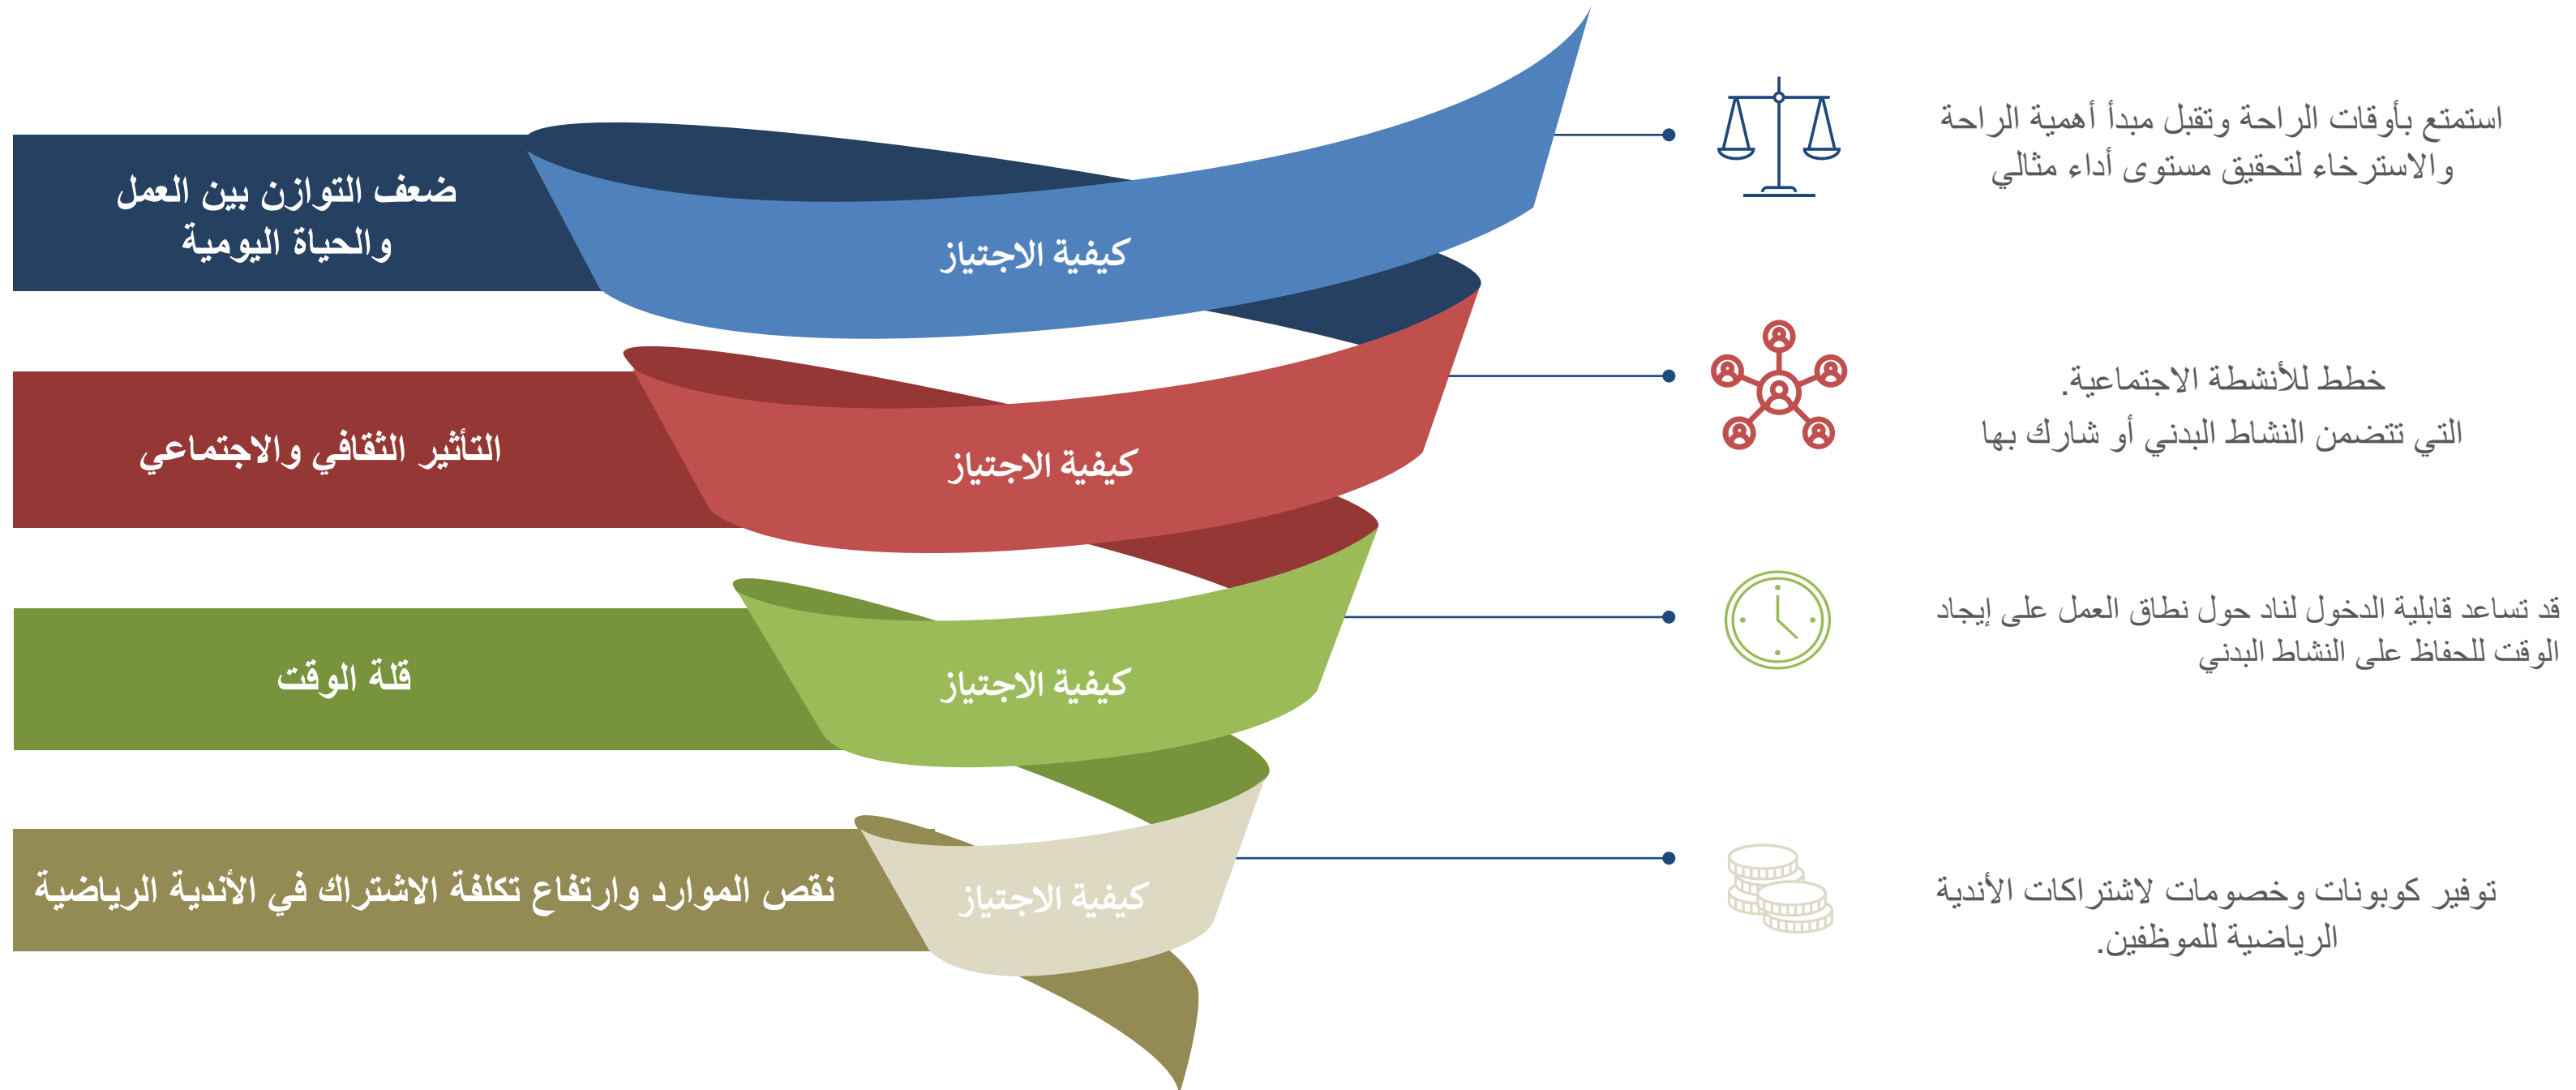 ضعف التوازن بين العمل
والحياة اليومية
كيفية الاجتياز
استمتع بأوقات الراحة وتقبل مبدأ أهمية الراحة
والاسترخاء لتحقيق مستوى أداء مثالي
التأثير الثقافي والاجتماعي
كيفية الاجتياز
خطط للأنشطة الاجتماعية.
التي تتضمن النشاط البدني أو شارك بها
قلة الوقت
كيفية الاجتياز
قد تساعد قابلية الدخول لناد حول نطاق العمل على إيجاد
الوقت للحفاظ على النشاط البدني
نقص الموارد وارتفاع تكلفة الاشتراك في الأندية الرياضية
كيفية الاجتياز
توفير كوبونات وخصومات لاشتراكات الأندية
الرياضية للموظفين.